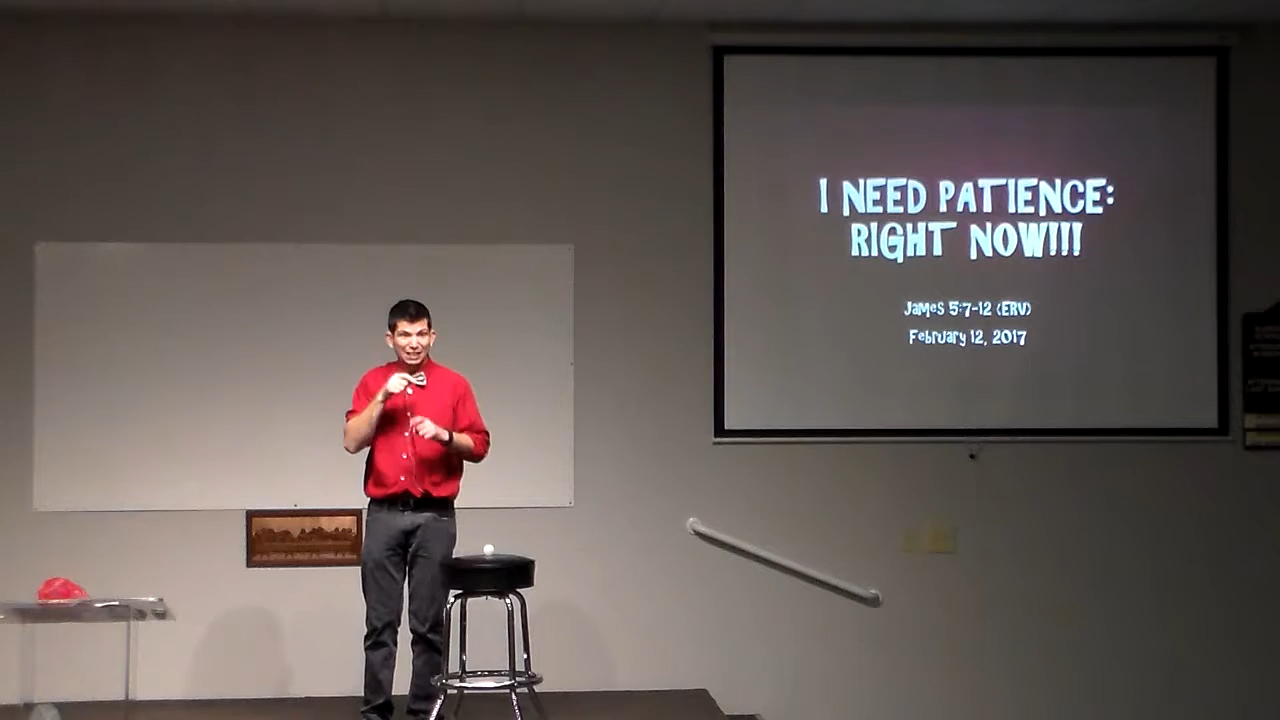 I NEED PATIENCE:
RIGHT NOW!!!
James 5:7-12 (ERV)
February 12, 2017